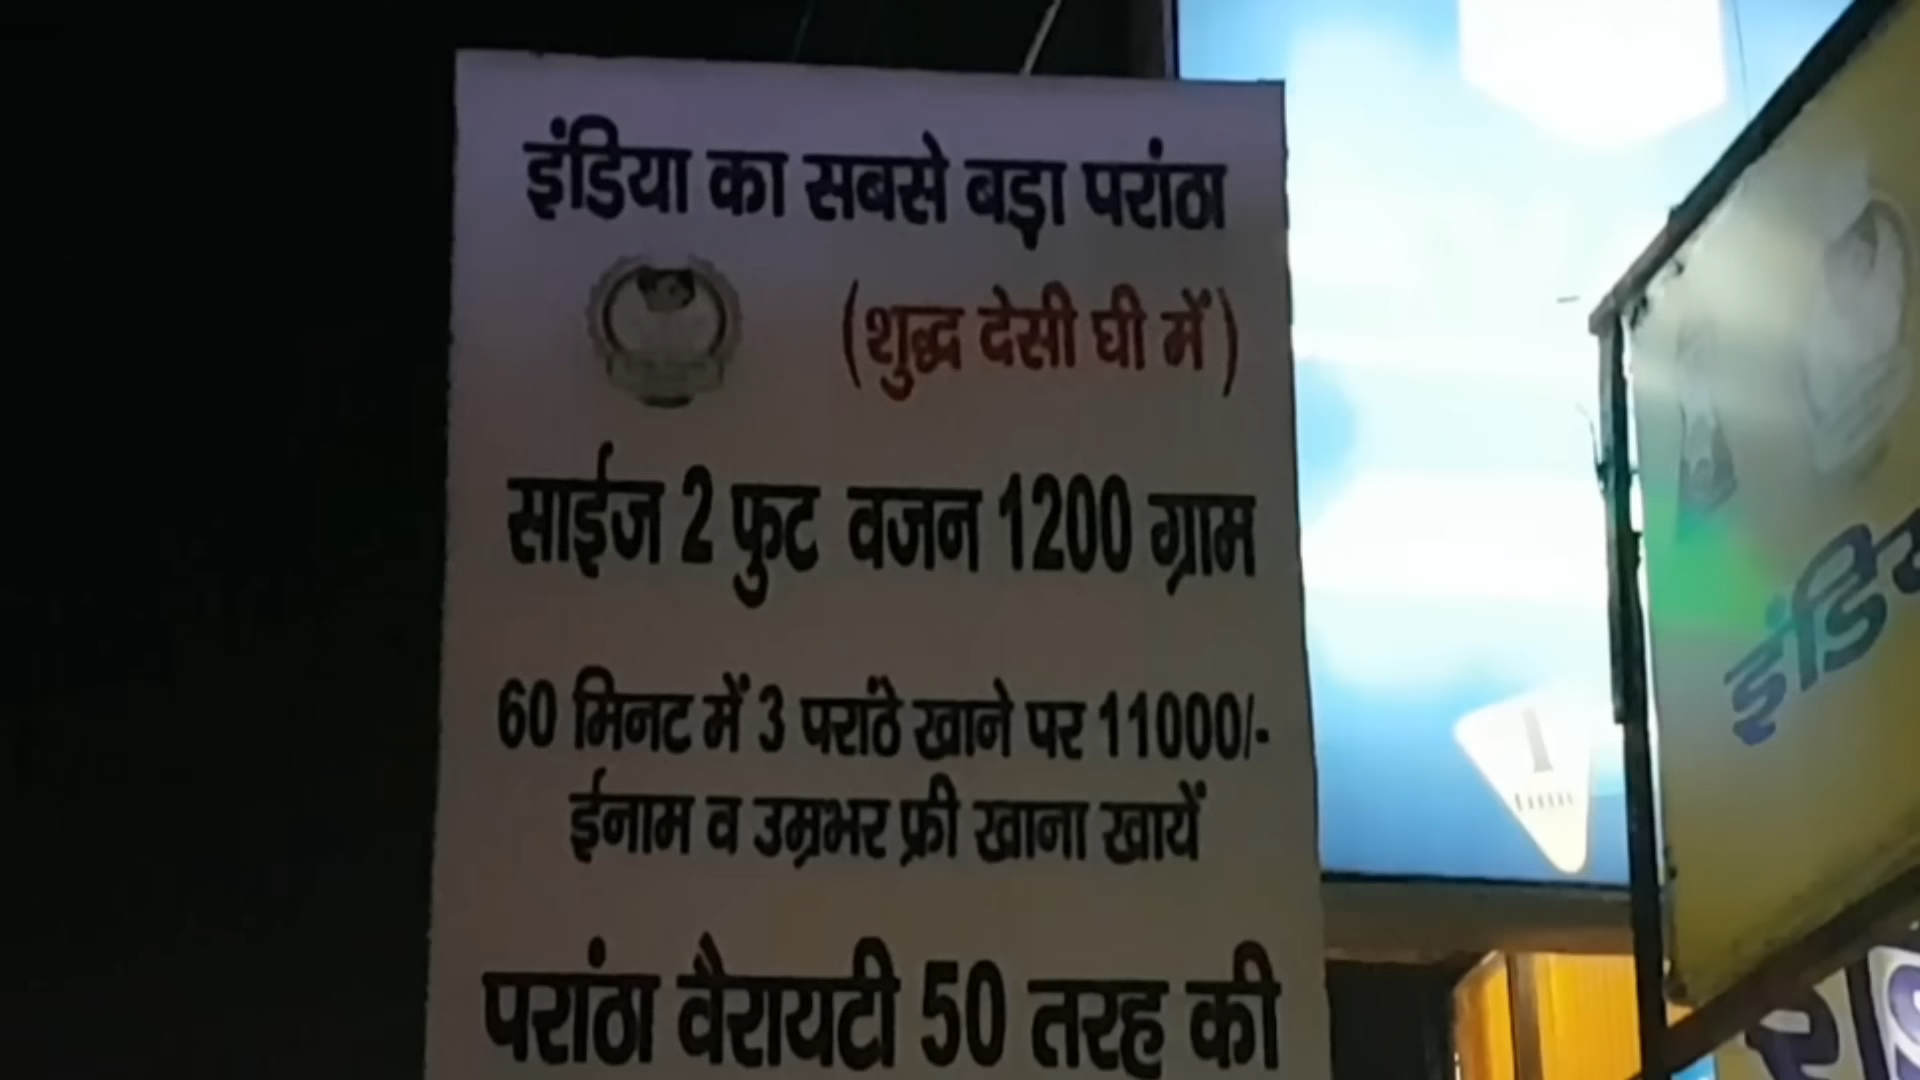 इंडिया का सबसे बड़ा परांठा
(शुद्ध देसी घी में)
साईज 2 फुट वजन 1200 ग्राम
60 मिनट में 3 परांठे खाने पर 11000/-
ईनाम व उम्रभर फ्री खाना खायें
परांठा वैरायटी 50 तरह की